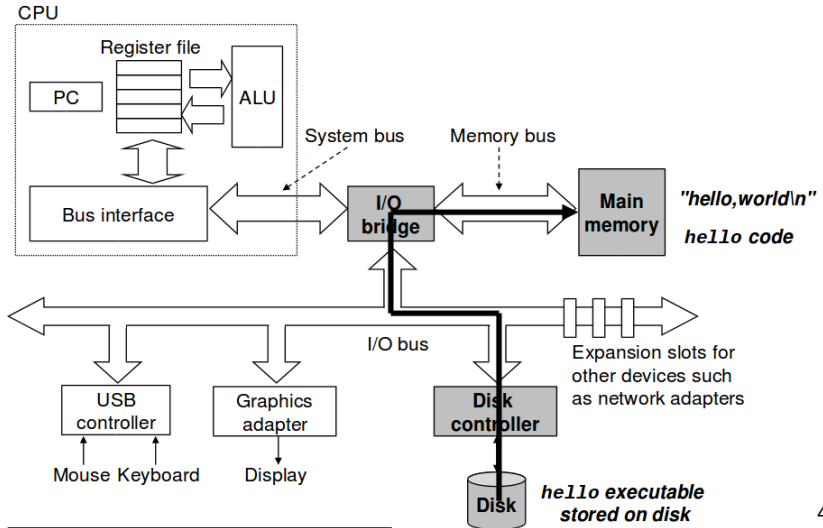 CPU
Register file
PC
ALU
System bus
Memory bus
Bus interface
I/O
bridge
Main
memory
"hello,world\n"
hello code
I/O bus
Expansion slots for
other devices such
as network adapters
USB
controller
Graphics
adapter
Disk
controller
Mouse Keyboard
Display
Disk
hello executable
stored on disk
4